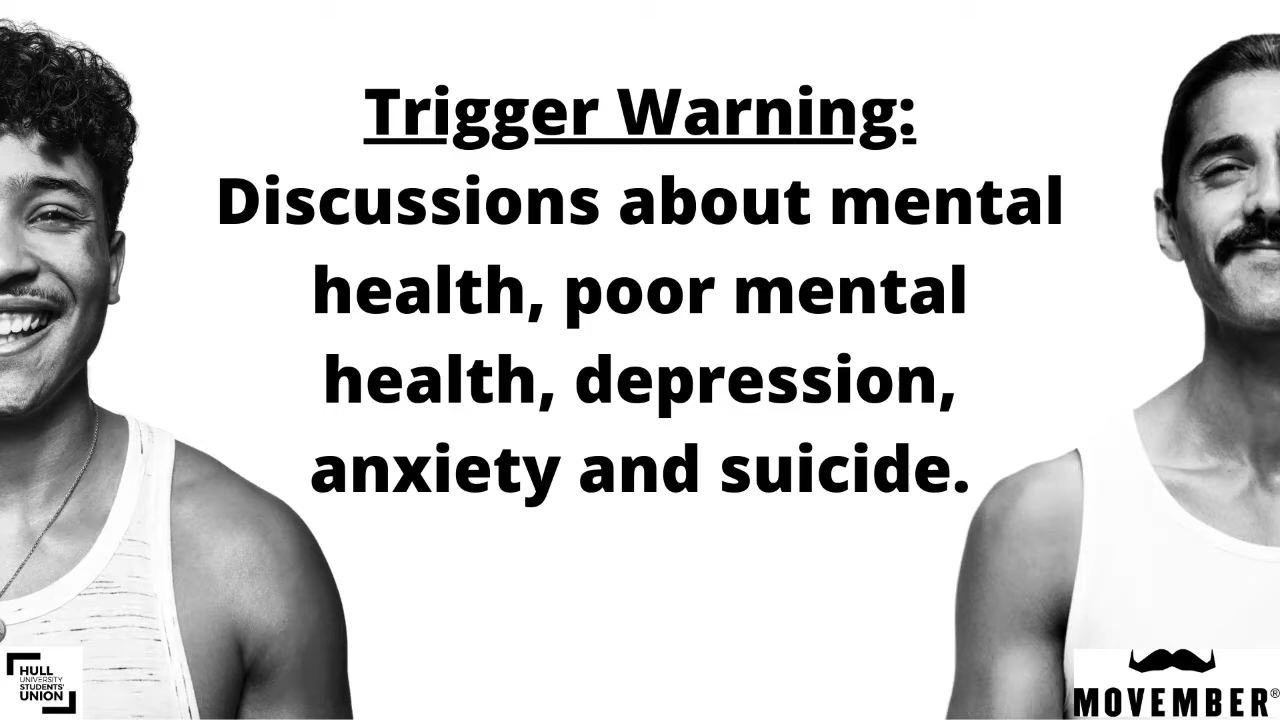 Trigger Warning:
Discussions about mental
health, poor mental
health, depression,
anxiety and suicide.
HULL
UNIVERSITY
STUDENTS'
UNION
MOVEMBER®